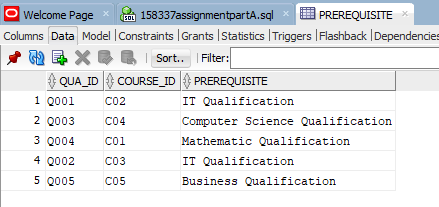 Welcome Page 158337assignmentpartA.sql PREREQUISITE
Columns Data Model Constraints Grants Statistics Triggers Flashback Dependencies
Sort.. Filter:
QUA_ID COURSE_ID PREREQUISITE
1 Q001 C02 IT Qualification
2 Q003 C04 Computer Science Qualification
3 Q004 C01 Mathematic Qualification
4 Q002 C03 IT Qualification
5 Q005 C05 Business Qualification